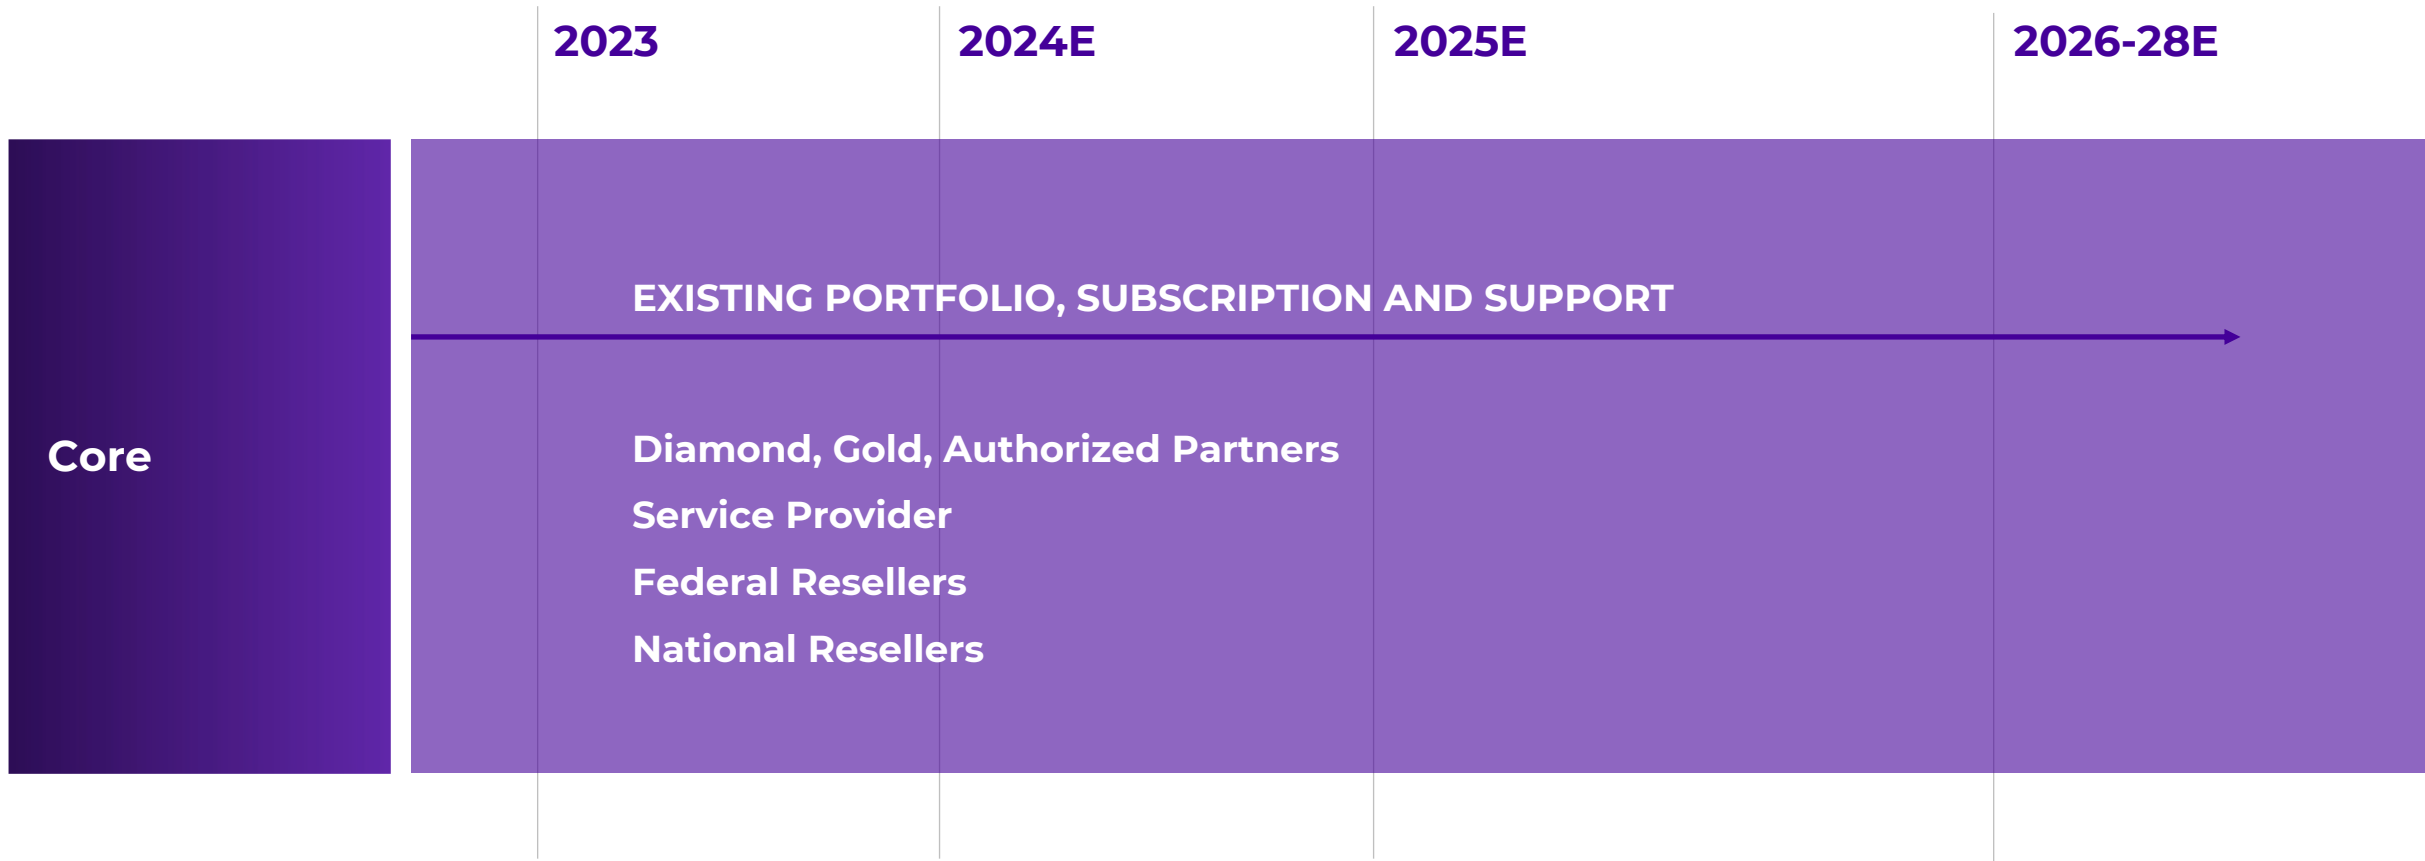 2023
2024E
2025E
2026-28E
EXISTING PORTFOLIO, SUBSCRIPTION AND SUPPORT
Core
Diamond, Gold, Authorized Partners
Service Provider
Federal Resellers
National Resellers